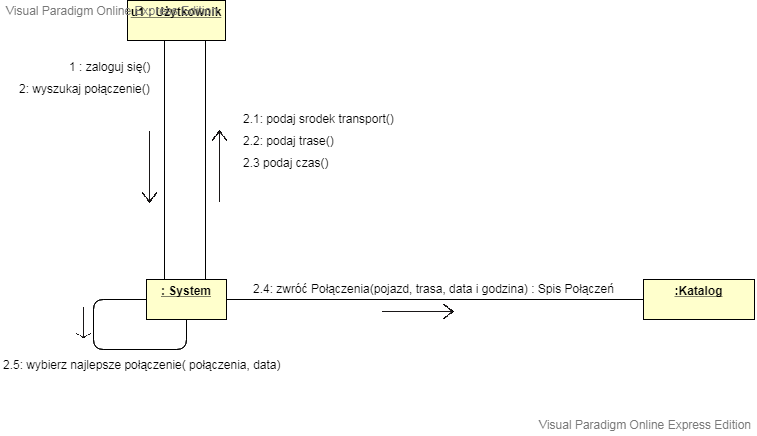 Visual Paradigm Online Express Edition
u1 : Użytkownik
1 : zaloguj się()
2: wyszukaj połączenie()
2.1: podaj srodek transport()
2.2: podaj trase()
2.3 podaj czas()
: System
2.4: zwróć Połączenia(pojazd, trasa, data i godzina) : Spis Połączeń
:Katalog
2.5: wybierz najlepsze połączenie( połączenia, data)
Visual Paradigm Online Express Edition